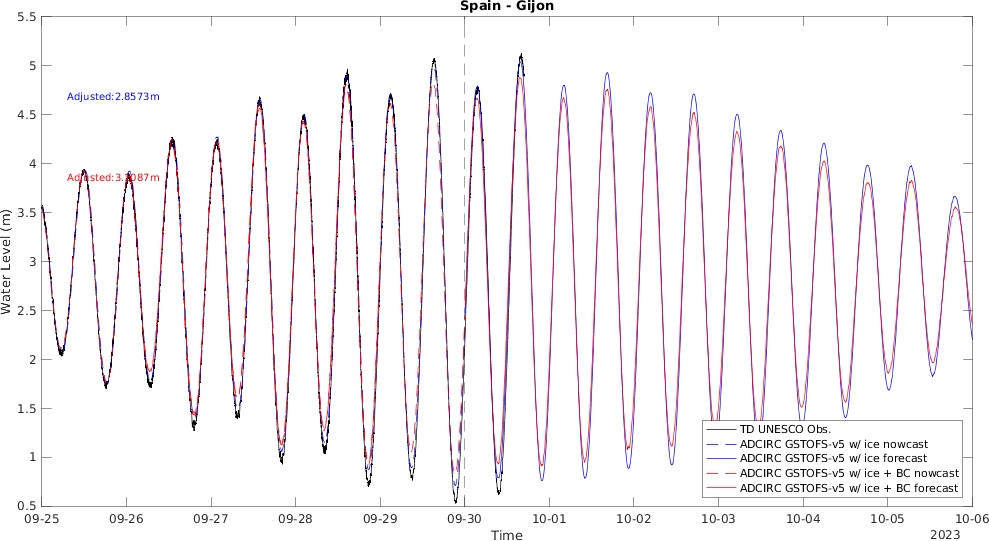 Spain - Gijon
5.5
5
4.5
4
3.5
3
2.5
2
1.5
1
0.5
Water Level (m)
Adjusted:2.8573m
TD UNESCO Obs.
ADCIRC GSTOFS-v5 w/ ice nowcast
ADCIRC GSTOFS-v5 w/ ice forecast
ADCIRC GSTOFS-v5 w/ ice + BC nowcast
ADCIRC GSTOFS-v5 w/ ice + BC forecast
09-25 09-26 09-27 09-28 09-29 09-30 10-01 10-02 10-03 10-04 10-05 10-06
Time
2023